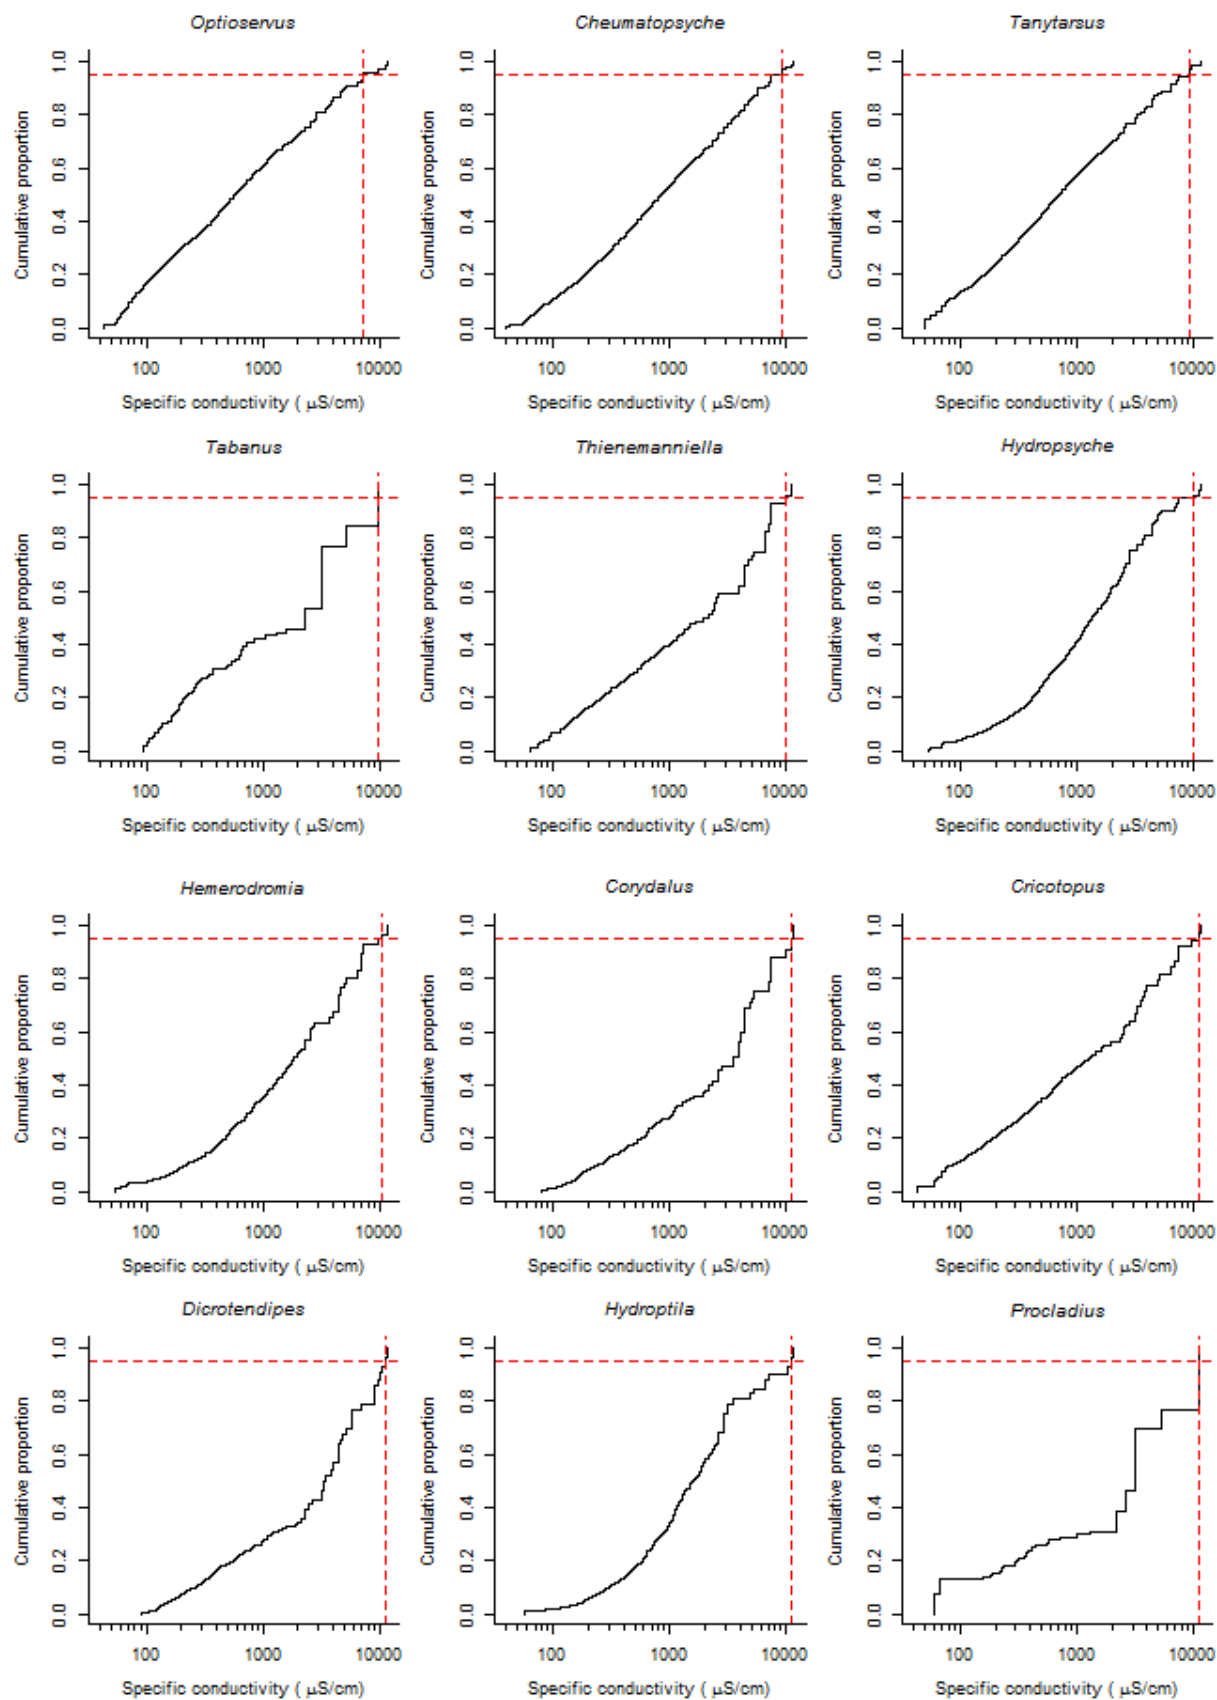 Optioservus Cheumatopsyche Tanytarsus
Cumulative proportion Cumulative proportion Cumulative proportion
0.0 0.2 0.4 0.6 0.8 1.0 0.0 0.2 0.4 0.6 0.8 1.0 0.0 0.2 0.4 0.6 0.8 1.0
100 1000 10000 100 1000 10000 100 1000 10000
Specific conductivity ( μS/cm) Specific conductivity ( μS/cm) Specific conductivity ( μS/cm)
Tabanus Thienemanniella Hydropsyche
Cumulative proportion Cumulative proportion Cumulative proportion
0.0 0.2 0.4 0.6 0.8 1.0 0.0 0.2 0.4 0.6 0.8 1.0 0.0 0.2 0.4 0.6 0.8 1.0
100 1000 10000 100 1000 10000 100 1000 10000
Specific conductivity ( μS/cm) Specific conductivity ( μS/cm) Specific conductivity ( μS/cm)
Hemerodromia Corydalus Cricotopus
Cumulative proportion Cumulative proportion Cumulative proportion
0.0 0.2 0.4 0.6 0.8 1.0 0.0 0.2 0.4 0.6 0.8 1.0 0.0 0.2 0.4 0.6 0.8 1.0
100 1000 10000 100 1000 10000 100 1000 10000
Specific conductivity ( μS/cm) Specific conductivity ( μS/cm) Specific conductivity ( μS/cm)
Dicrotendipes Hydroptila Procladius
Cumulative proportion Cumulative proportion Cumulative proportion
0.0 0.2 0.4 0.6 0.8 1.0 0.0 0.2 0.4 0.6 0.8 1.0 0.0 0.2 0.4 0.6 0.8 1.0
100 1000 10000 100 1000 10000 100 1000 10000
Specific conductivity ( μS/cm) Specific conductivity ( μS/cm) Specific conductivity ( μS/cm)